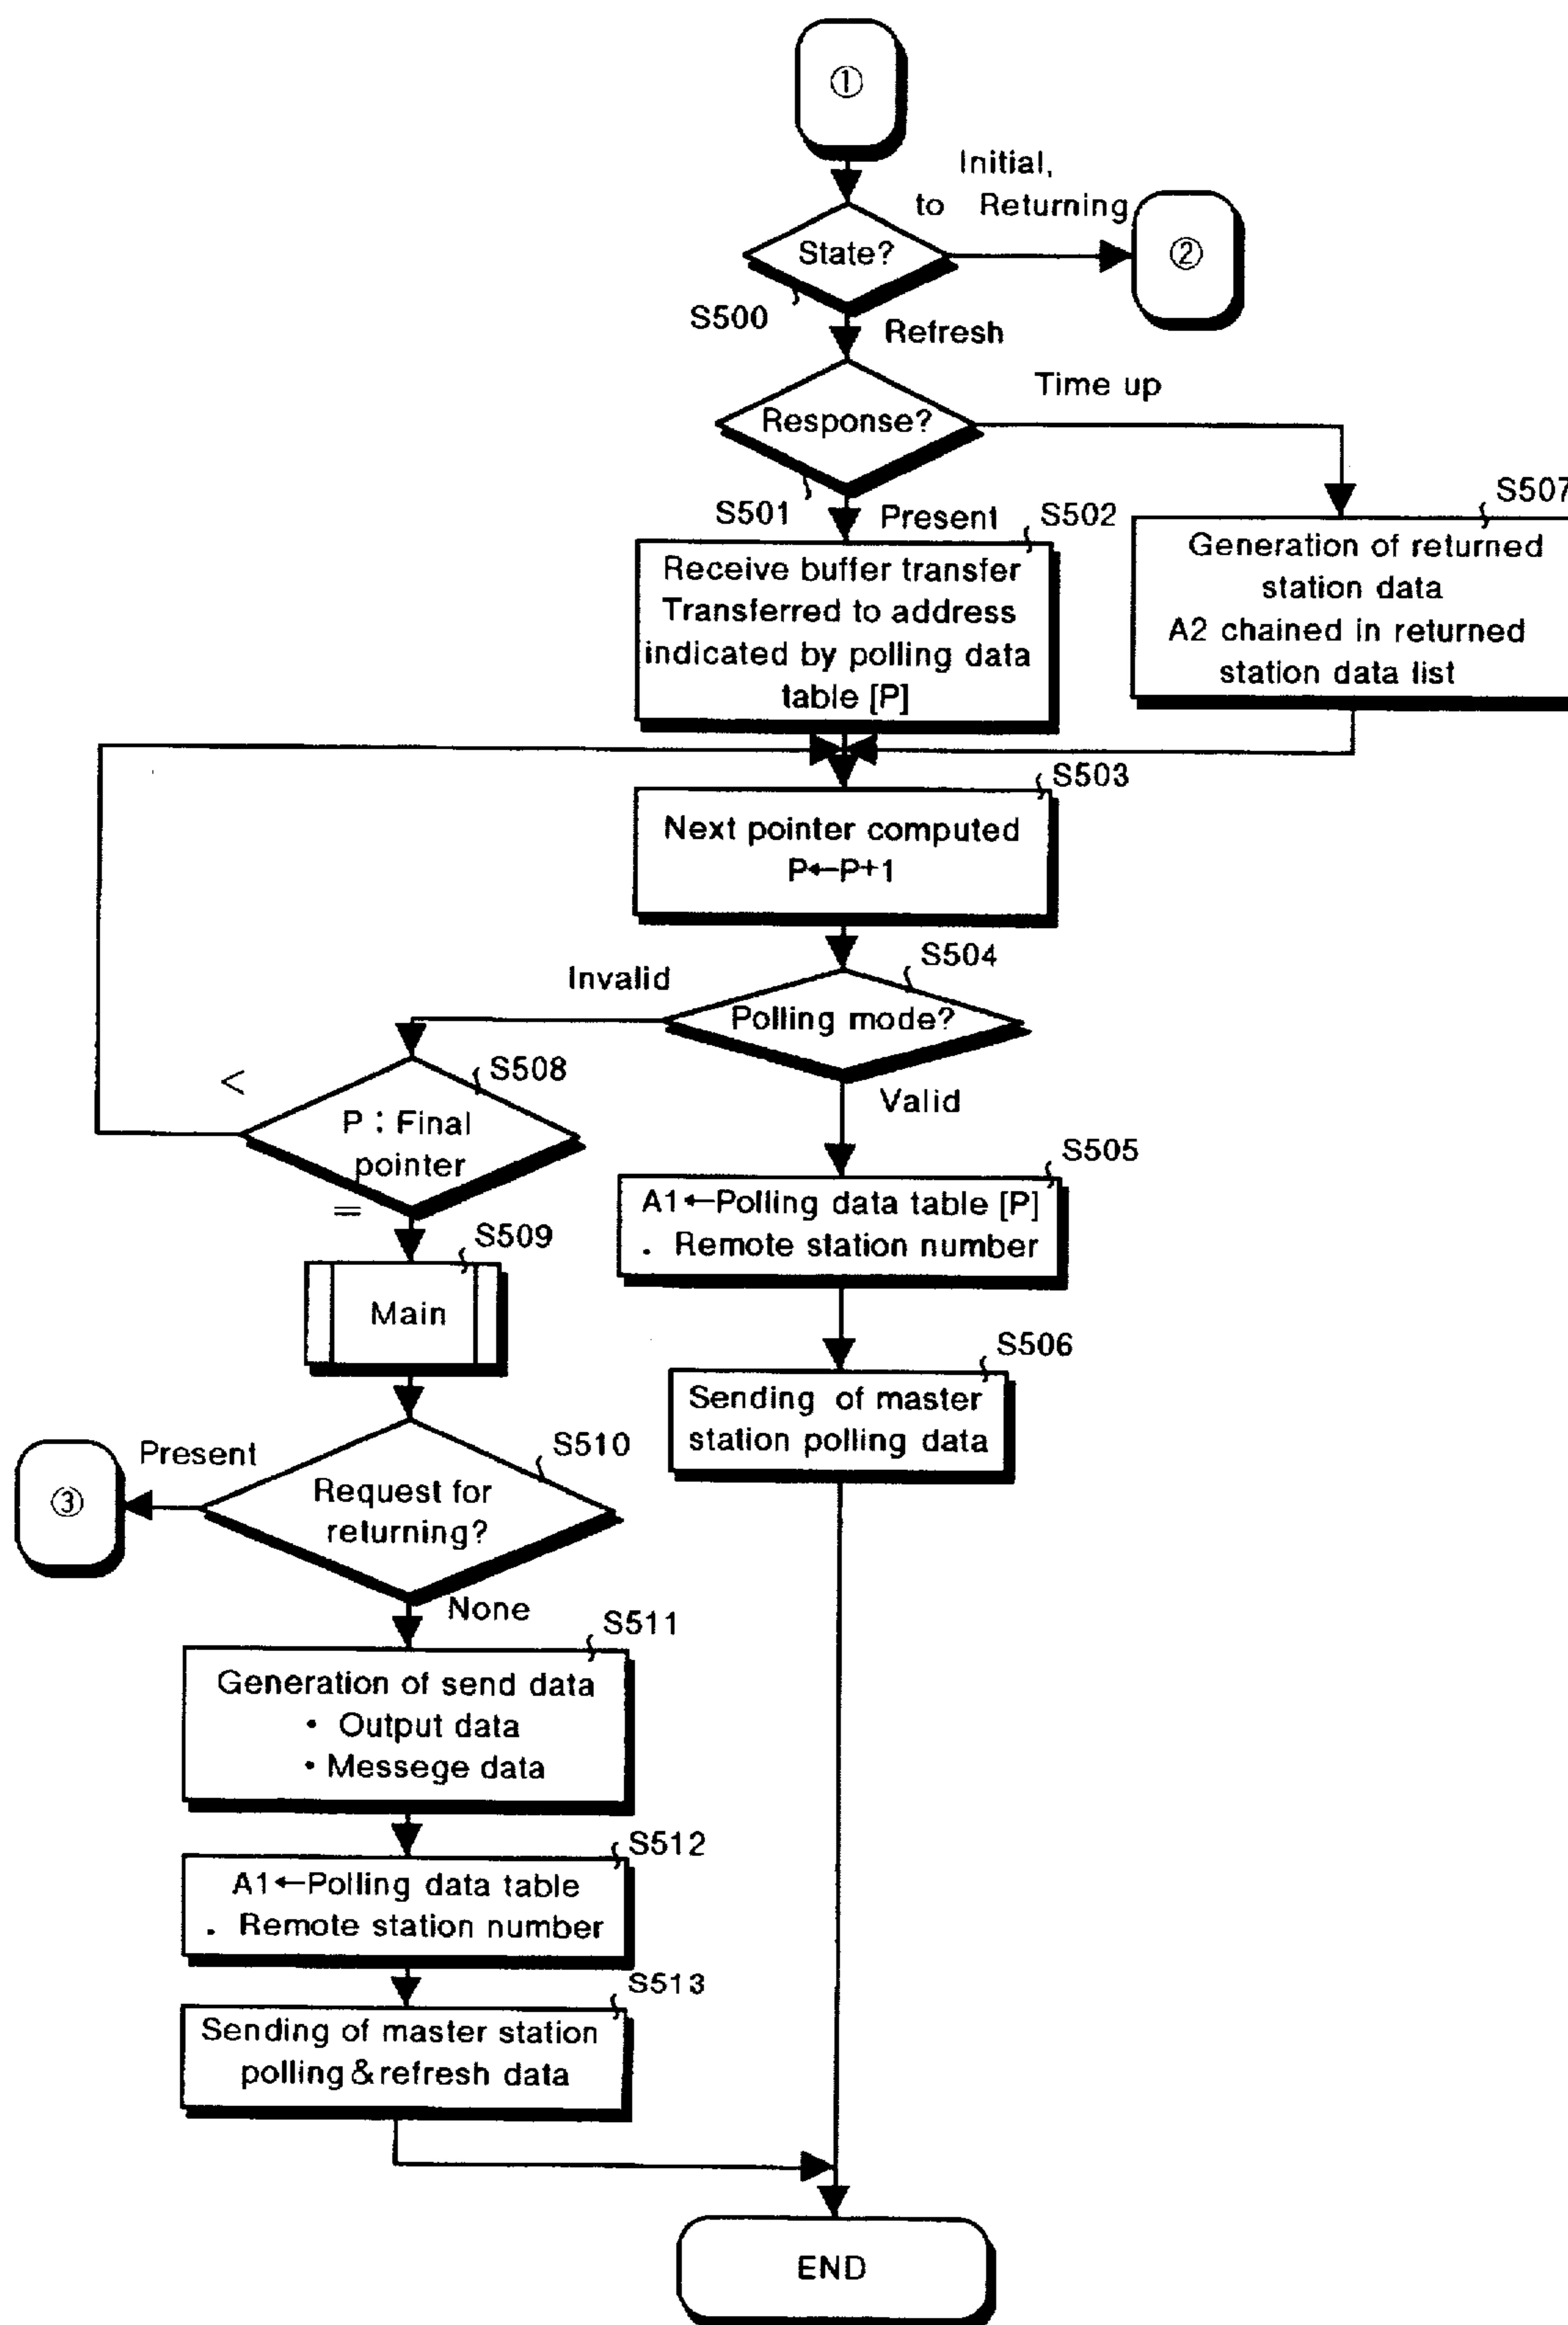 ①
Initial,
to Returning
State?
②
S500
Refresh
Time up
Response?
S507
S501
Present
S502
Generation of returned
station data
A2 chained in returned
station data list
Receive buffer transfer
Transferred to address
indicated by polling data
table [P]
S503
Next pointer computed
P←P+1
S504
Invalid
Polling mode?
S508
<
Valid
P : Final
pointer
=
S505
A1←Polling data table [P]
. Remote station number
S509
Main
S506
Sending of master
station polling data
S510
Present
③
Request for
returning?
None
S511
Generation of send data
• Output data
• Messege data
S512
A1←Polling data table
. Remote station number
S513
Sending of master station
polling & refresh data
END